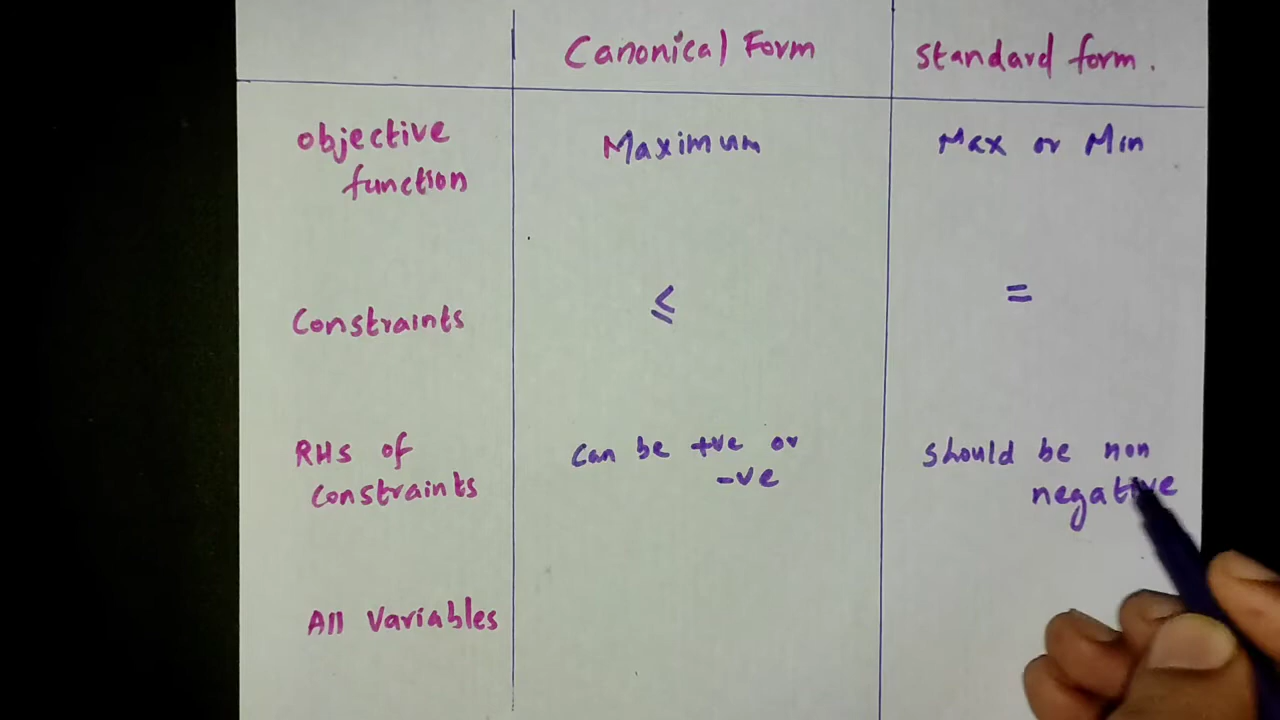 Canonical Form
Standard form.
Objective
function
Maximum
Max or Min
Constraints
≤
=
RHS of
Constraints
Can be +ve or
-ve
Should be non
negative
All Variables